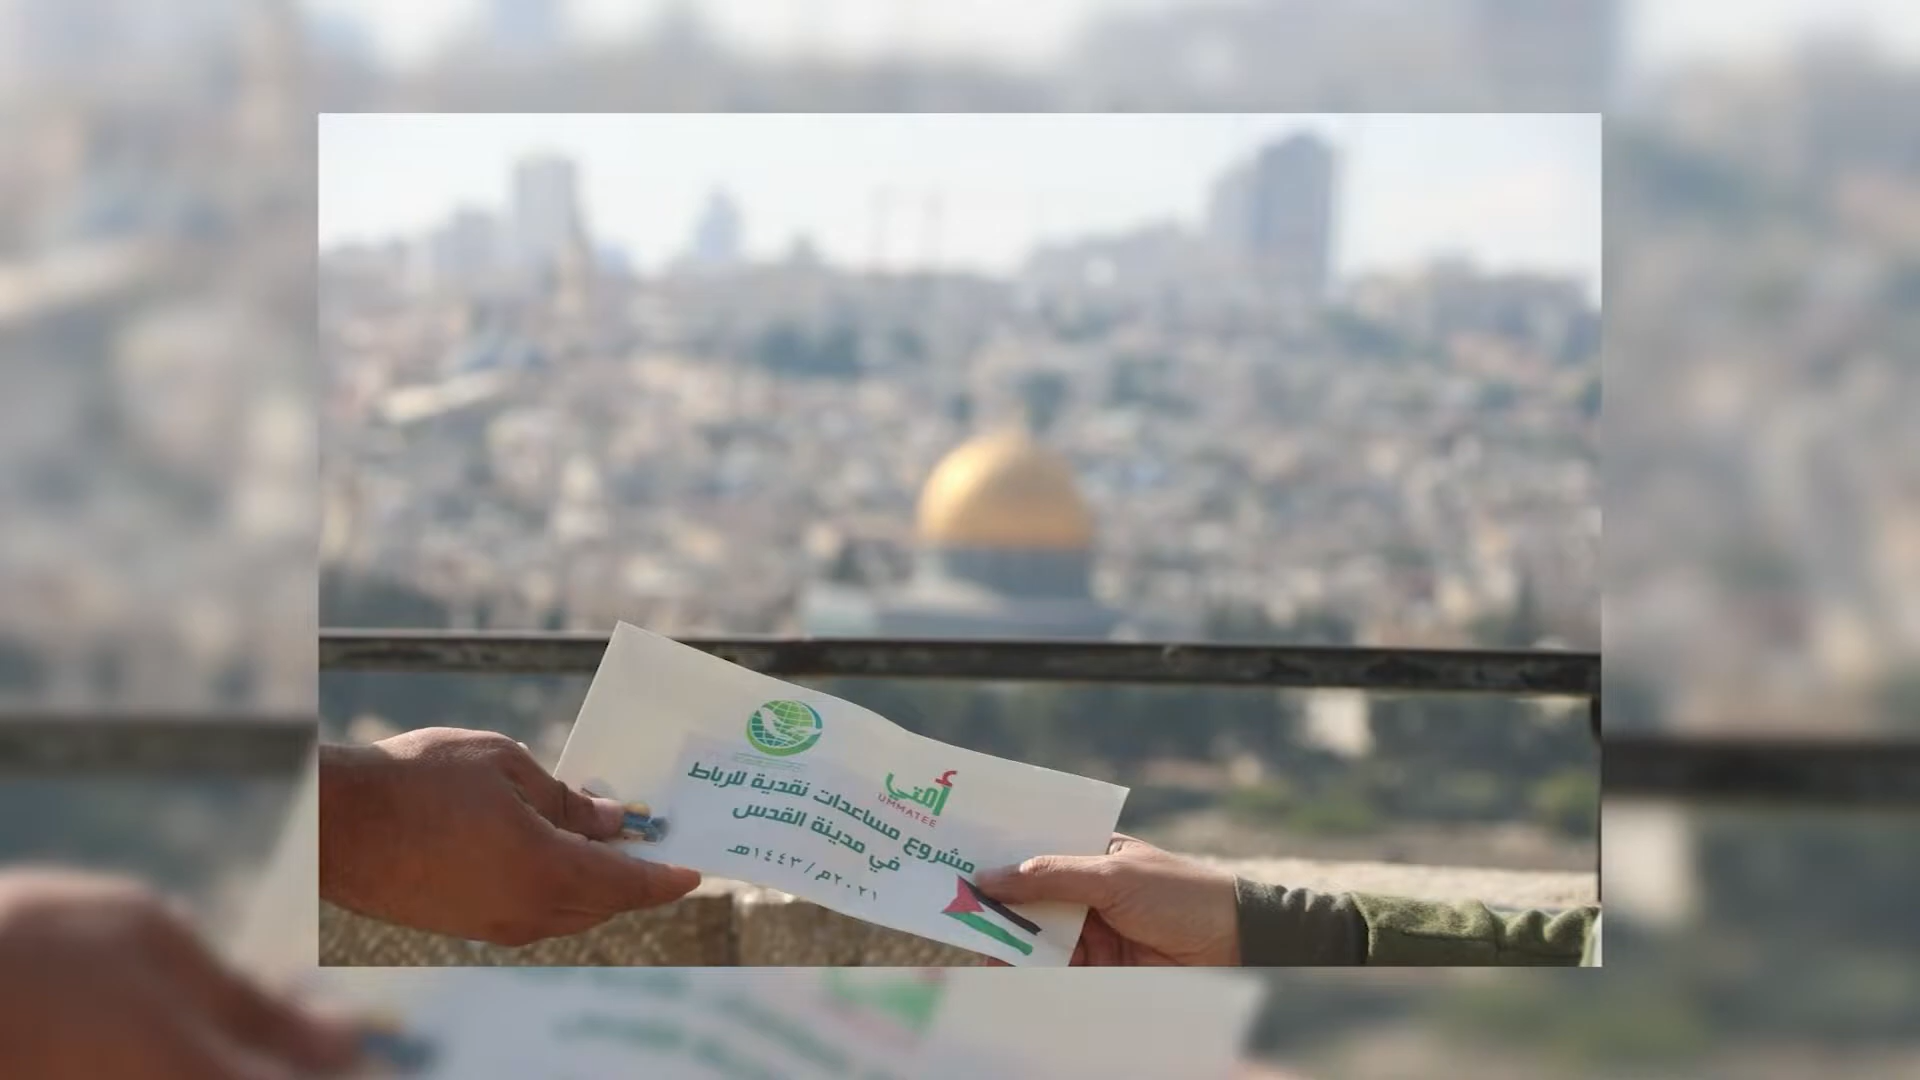 أمتي
UMMATEE
مشروع مساعدات نقدية للرباط
في مدينة القدس
٢٠٢١م / ١٤٤٣هـ